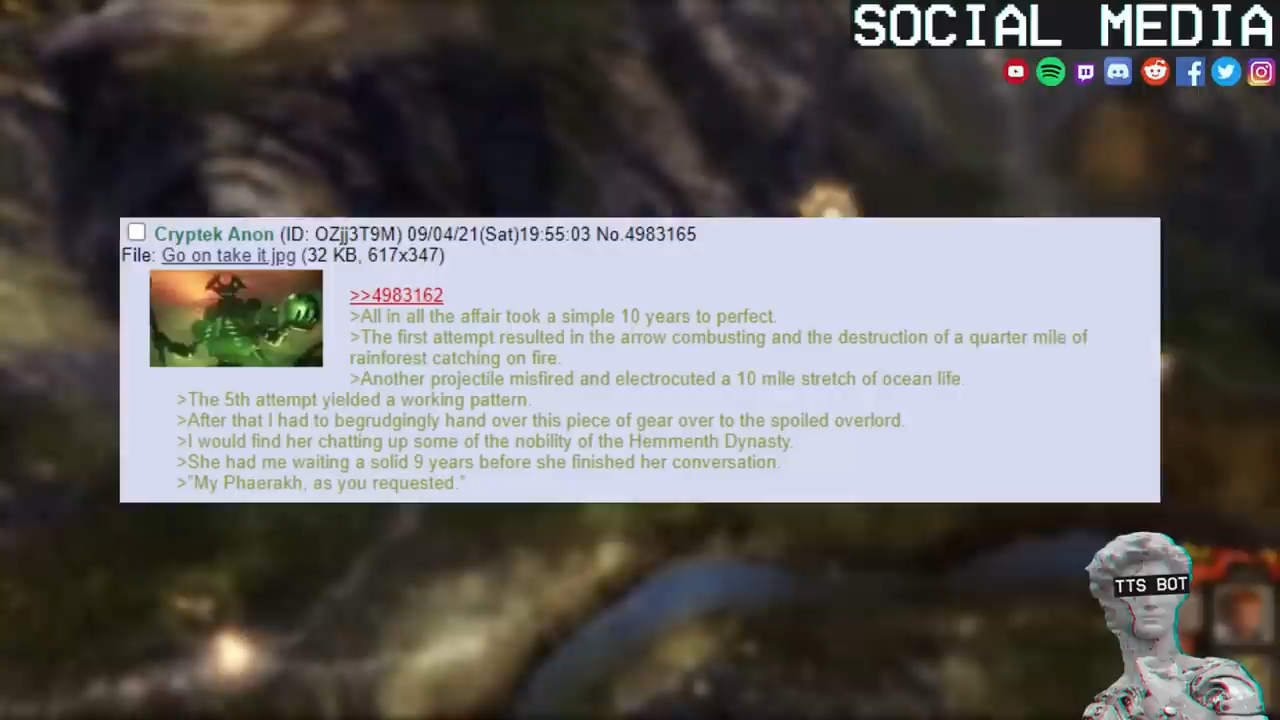 SOCIAL MEDIA
Cryptek Anon (ID: OZjj3T9M) 09/04/21(Sat)19:55:03 No.4983165
File: Go on take it.jpg (32 KB, 617x347)
>>4983162
>All in all the affair took a simple 10 years to perfect.
>The first attempt resulted in the arrow combusting and the destruction of a quarter mile of
rainforest catching on fire.
>Another projectile misfired and electrocuted a 10 mile stretch of ocean life.
>The 5th attempt yielded a working pattern.
>After that I had to begrudgingly hand over this piece of gear over to the spoiled overlord.
>I would find her chatting up some of the nobility of the Hemmenth Dynasty.
>She had me waiting a solid 9 years before she finished her conversation.
>"My Phaerakh, as you requested."
TTS BOT